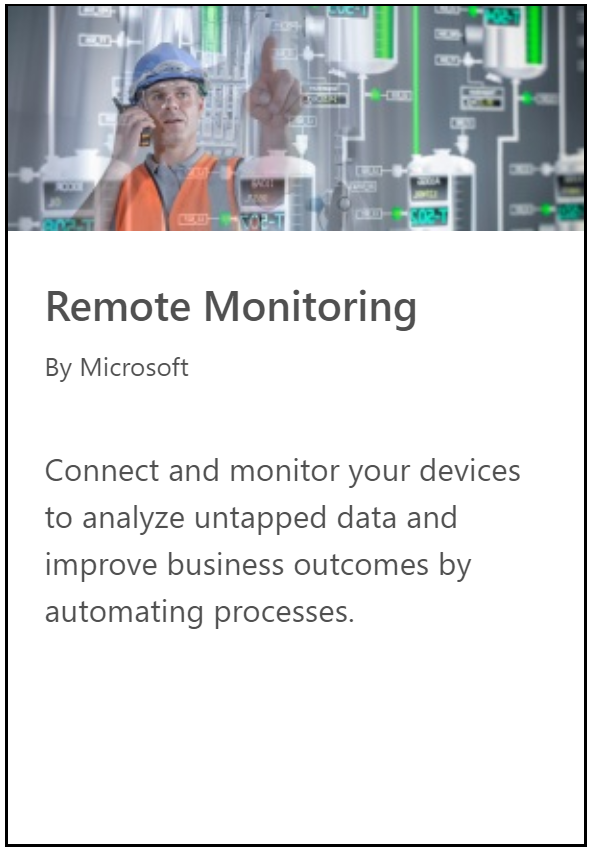 Remote Monitoring
By Microsoft
Connect and monitor your devices
to analyze untapped data and
improve business outcomes by
automating processes.